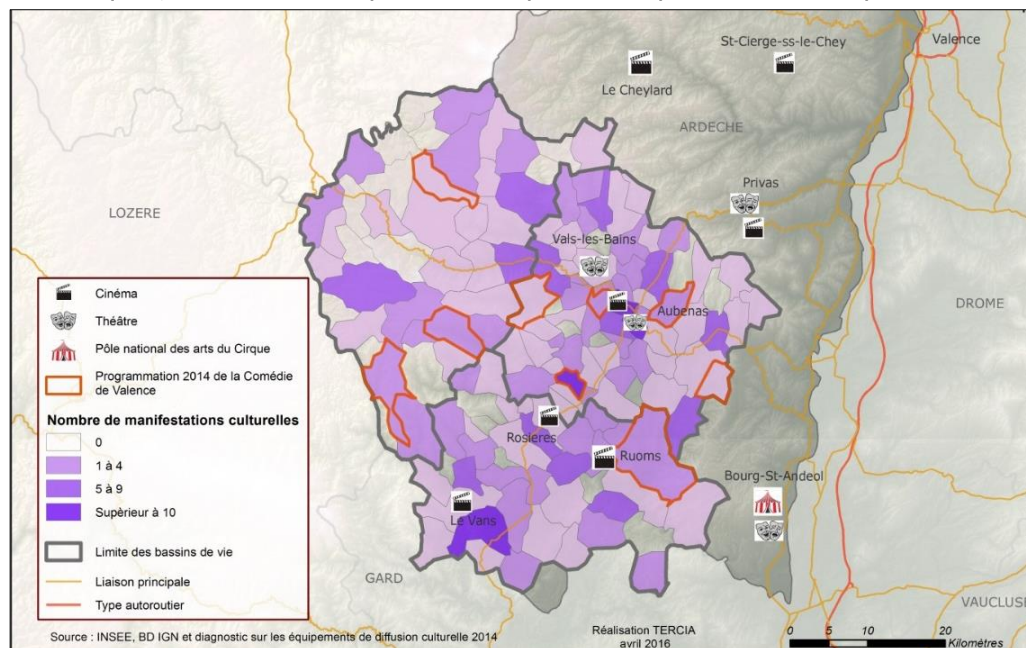 St-Cierge-ss-le-Chey
Valence
Le Cheylard
ARDECHE
Privas
LOZERE
Vals-les-Bains
Aubenas
DROME
Rosières
Ruoms
Bourg-St-Andeol
Le Vans
GARD
VAUCLUSE
Cinéma
Théâtre
Pôle national des arts du Cirque
Programmation 2014 de la Comédie
de Valence
Nombre de manifestations culturelles
0
1 à 4
5 à 9
Supèrieur à 10
Limite des bassins de vie
Liaison principale
Type autoroutier
Source : INSEE, BD IGN et diagnostic sur les équipements de diffusion culturelle 2014
Réalisation TERCIA
avril 2016
0 5 10 20
Kilomètres